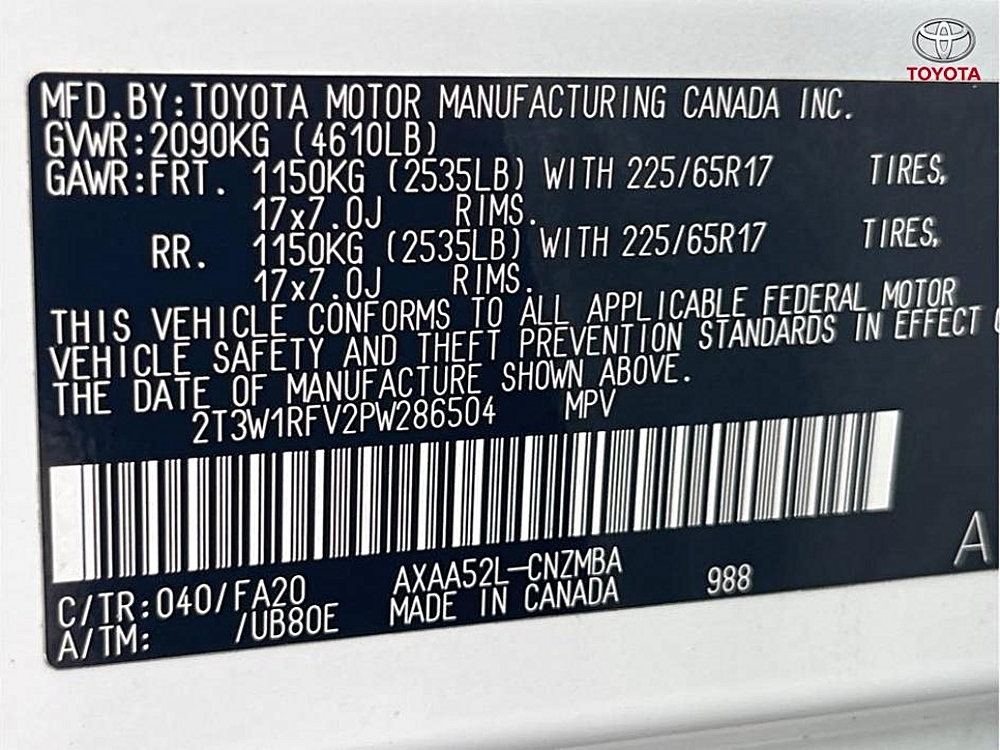 TOYOTA
MFD.BY:TOYOTA MOTOR MANUFACTURING CANADA INC.
GVWR:2090KG (4610LB)
GAWR:FRT. 1150KG (2535LB) WITH 225/65R17 TIRES,
17x7.0J RIMS.
RR. 1150KG (2535LB) WITH 225/65R17 TIRES,
17x7.0J RIMS.
THIS VEHICLE CONFORMS TO ALL APPLICABLE FEDERAL MOTOR
VEHICLE SAFETY AND THEFT PREVENTION STANDARDS IN EFFECT
THE DATE OF MANUFACTURE SHOWN ABOVE.
2T3W1RFV2PW286504 MPV
A
C/TR:040/FA20 AXAA52L-CNZMBA 988
A/TM: /UB80E MADE IN CANADA